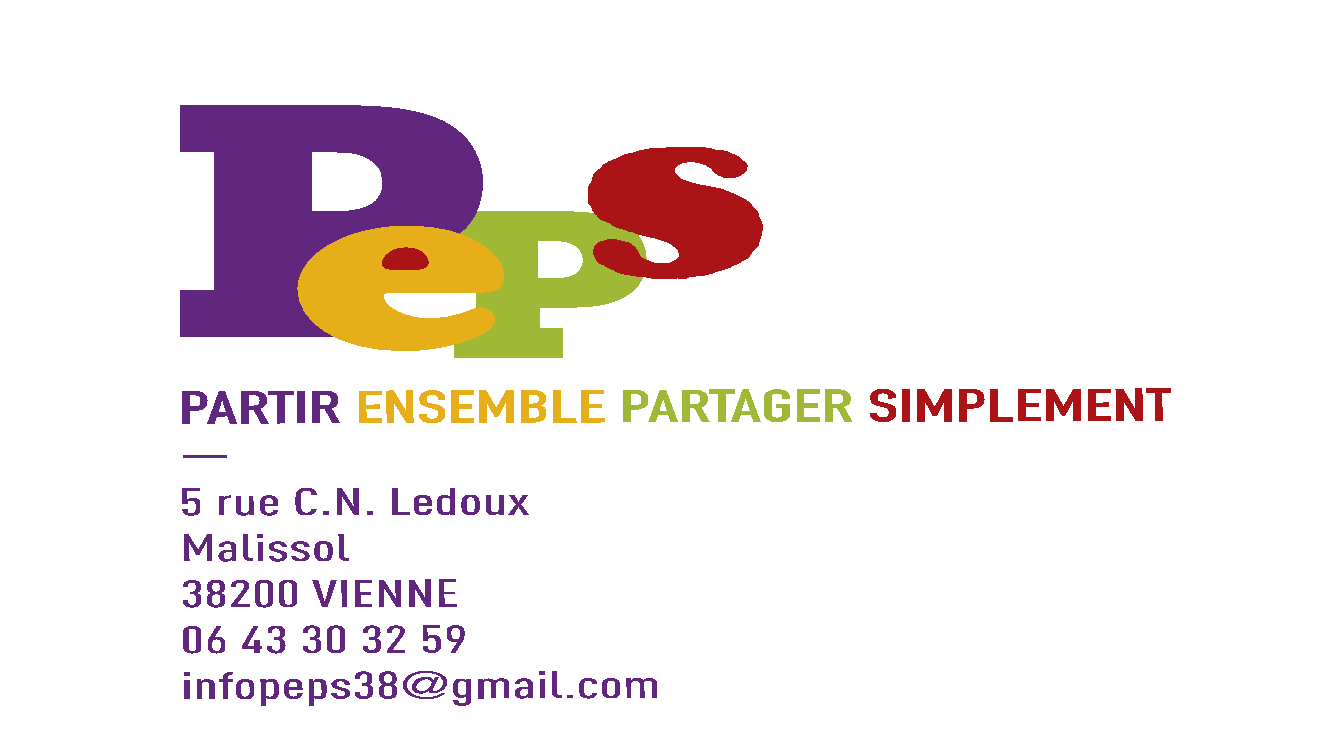 Peps
PARTIR ENSEMBLE PARTAGER SIMPLEMENT
5 rue C.N. Ledoux
Malissol
38200 VIENNE
06 43 30 32 59
infopeps38@gmail.com